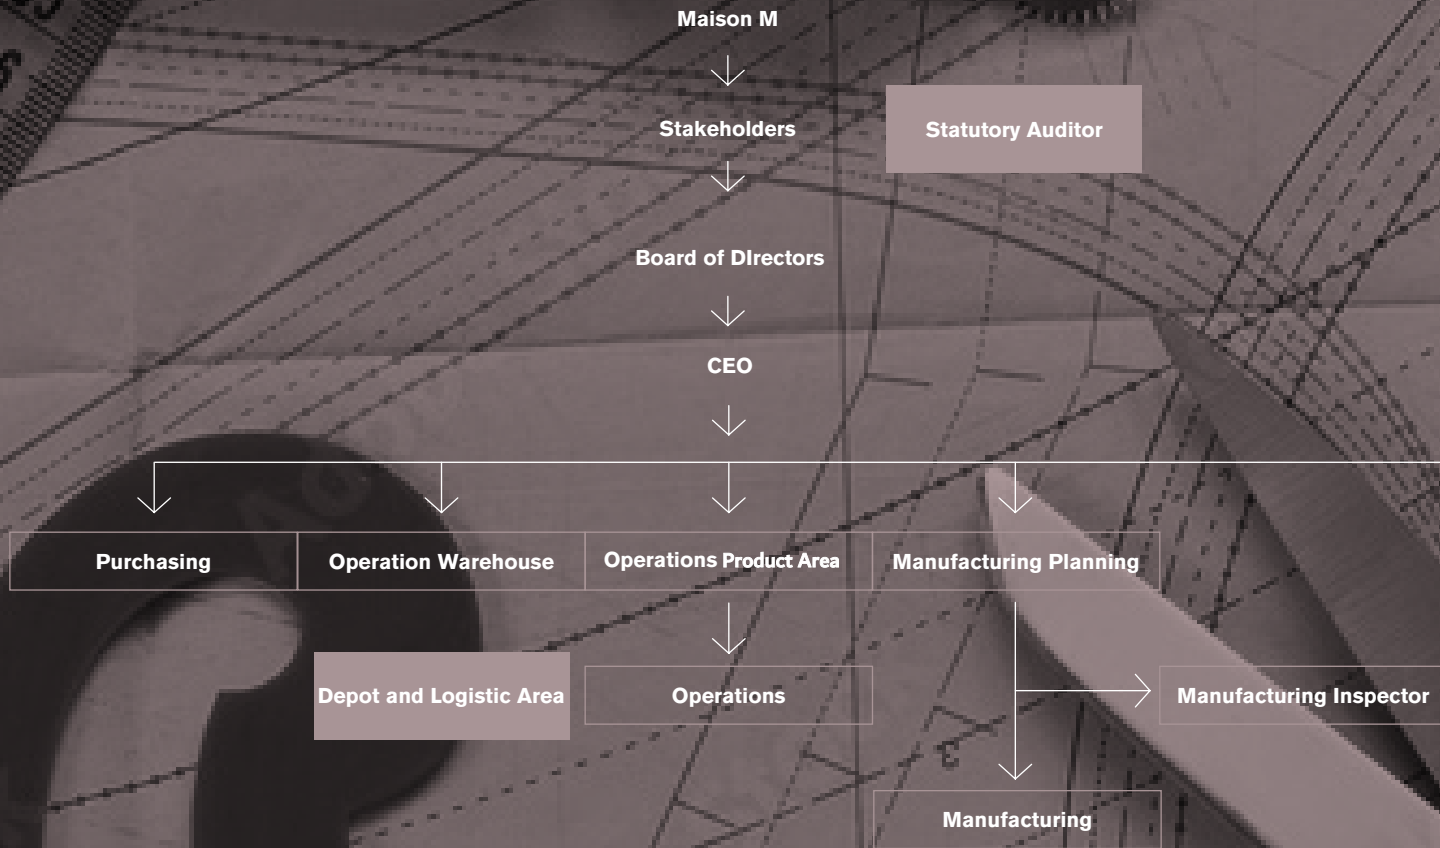 Maison M
Stakeholders
Statutory Auditor
Board of DIrectors
CEO
Purchasing
Operation Warehouse
Operations Product Area
Manufacturing Planning
Depot and Logistic Area
Operations
Manufacturing Inspector
3
Manufacturing